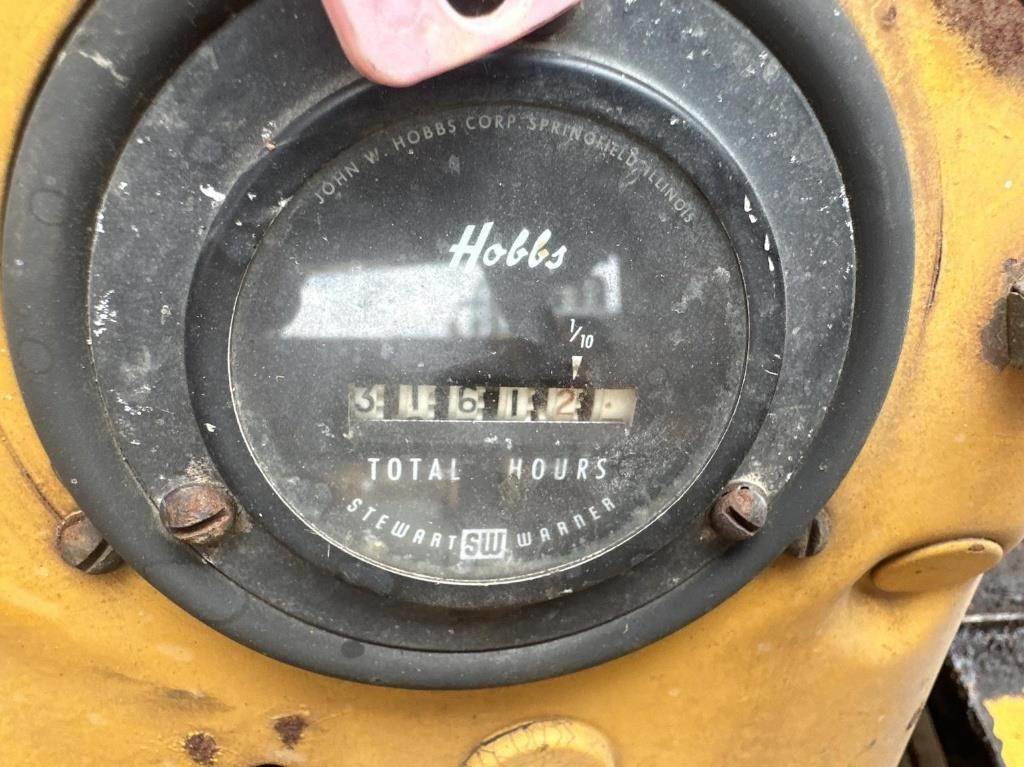 JOHN W. HOBBS CORP. SPRINGFIELD, ILLINOIS
Hobbs
1/10
3 1 6 1 2
TOTAL HOURS
STEWART SW WARNER